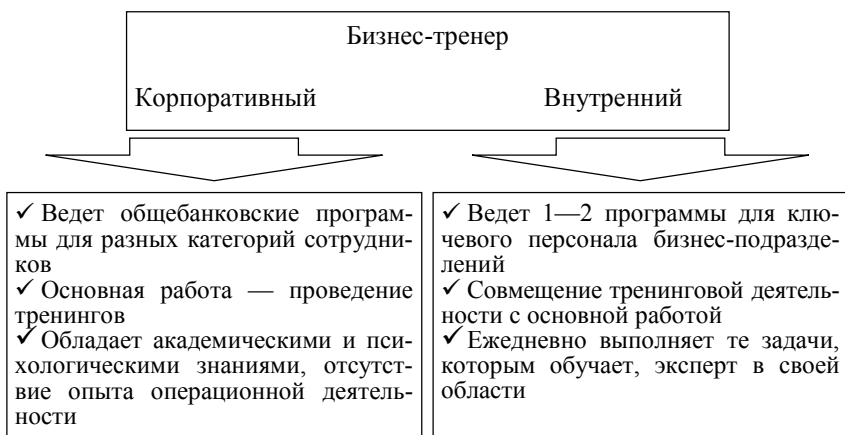 Бизнес-тренер
Корпоративный Внутренний
✓ Ведет общебанковские програм-
мы для разных категорий сотрудни-
ков
✓ Основная работа — проведение
тренингов
✓ Обладает академическими и пси-
хологическими знаниями, отсутст-
вие опыта операционной деятель-
ности
✓ Ведет 1—2 программы для клю-
чевого персонала бизнес-подразде-
лений
✓ Совмещение тренинговой деятель-
ности с основной работой
✓ Ежедневно выполняет те задачи,
которым обучает, эксперт в своей
области